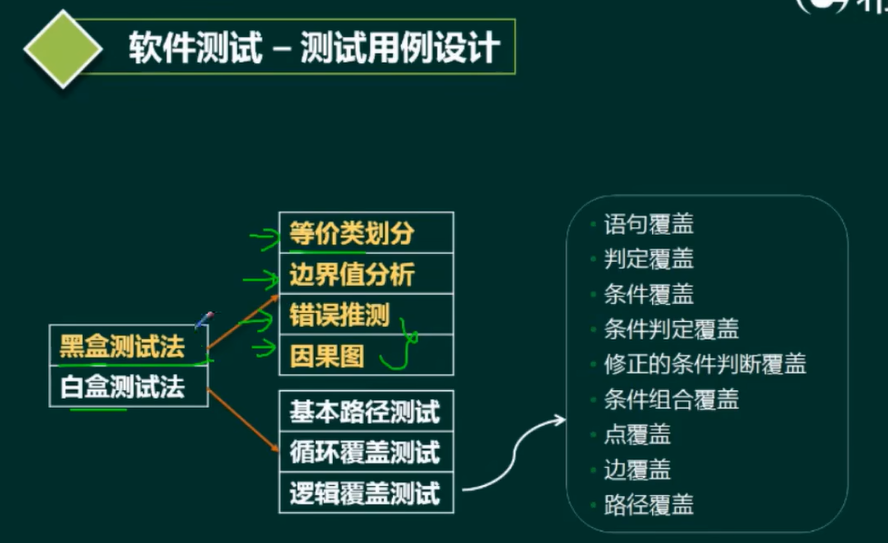 软件测试 – 测试用例设计
等价类划分
边界值分析
错误推测
因果图
黑盒测试法
白盒测试法
基本路径测试
循环覆盖测试
逻辑覆盖测试
语句覆盖
判定覆盖
条件覆盖
条件判定覆盖
修正的条件判断覆盖
条件组合覆盖
点覆盖
边覆盖
路径覆盖